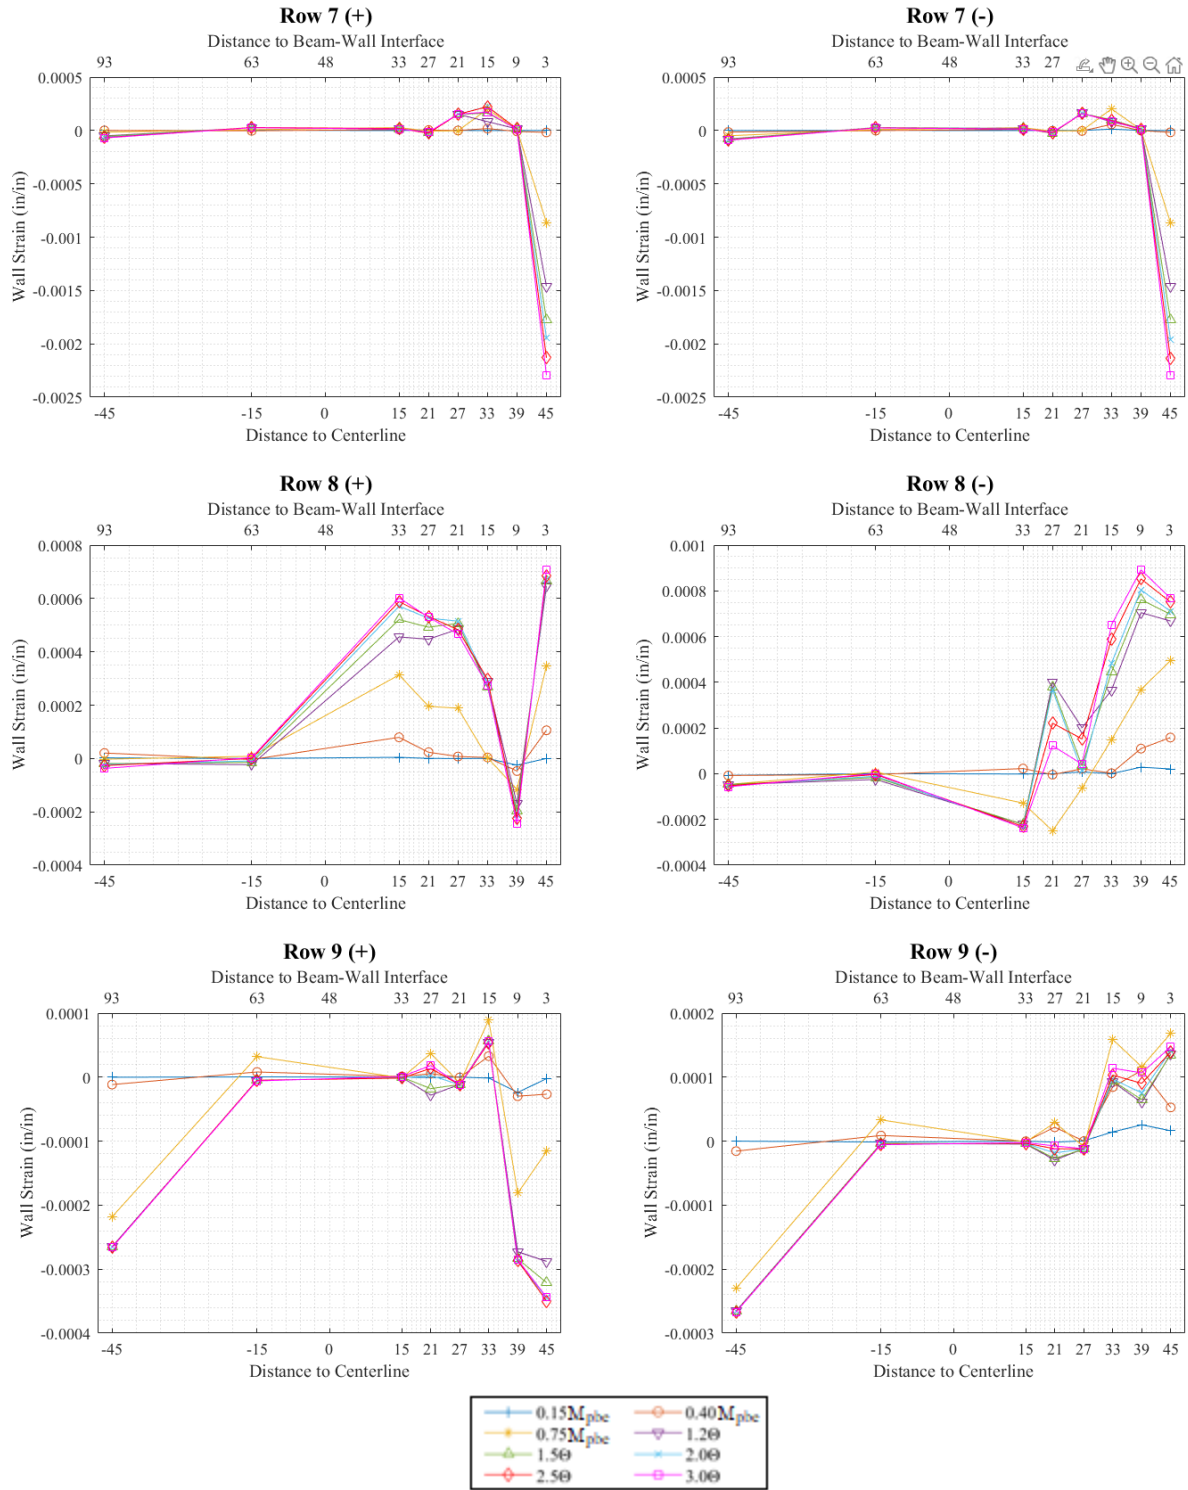 Row 7 (+)
Distance to Beam-Wall Interface
93 63 48 33 27 21 15 9 3
0.0005
0
-0.0005
-0.001
-0.0015
-0.002
-0.0025
Wall Strain (in/in)
-45 -15 0 15 21 27 33 39 45
Distance to Centerline
Row 7 (-)
Distance to Beam-Wall Interface
93 63 48 33 27
0.0005
0
-0.0005
-0.001
-0.0015
-0.002
-0.0025
Wall Strain (in/in)
-45 -15 0 15 21 27 33 39 45
Distance to Centerline
Row 8 (+)
Distance to Beam-Wall Interface
93 63 48 33 27 21 15 9 3
0.0008
0.0006
0.0004
0.0002
0
-0.0002
-0.0004
Wall Strain (in/in)
-45 -15 0 15 21 27 33 39 45
Distance to Centerline
Row 8 (-)
Distance to Beam-Wall Interface
93 63 48 33 27 21 15 9 3
0.001
0.0008
0.0006
0.0004
0.0002
0
-0.0002
-0.0004
Wall Strain (in/in)
-45 -15 0 15 21 27 33 39 45
Distance to Centerline
Row 9 (+)
Distance to Beam-Wall Interface
93 63 48 33 27 21 15 9 3
0.0001
0
-0.0001
-0.0002
-0.0003
-0.0004
Wall Strain (in/in)
-45 -15 0 15 21 27 33 39 45
Distance to Centerline
Row 9 (-)
Distance to Beam-Wall Interface
93 63 48 33 27 21 15 9 3
0.0002
0.0001
0
-0.0001
-0.0002
-0.0003
Wall Strain (in/in)
-45 -15 0 15 21 27 33 39 45
Distance to Centerline
0.15Mpbe 0.40Mpbe
0.75Mpbe 1.2Θ
1.5Θ 2.0Θ
2.5Θ 3.0Θ